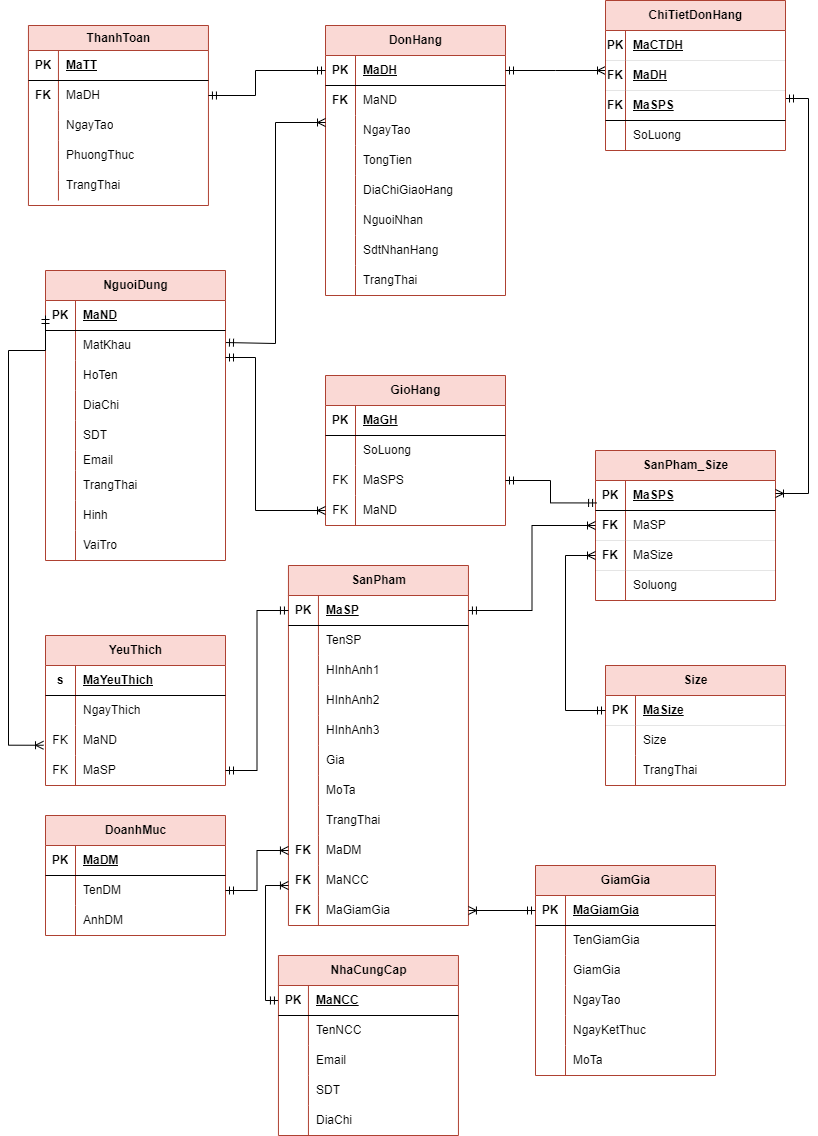 ThanhToan
PK MaTT
FK MaDH
NgayTao
PhuongThuc
TrangThai
DonHang
PK MaDH
FK MaND
NgayTao
TongTien
DiaChiGiaoHang
NguoiNhan
SdtNhanHang
TrangThai
ChiTietDonHang
PK MaCTDH
FK MaDH
FK MaSPS
SoLuong
NguoiDung
PK MaND
MatKhau
HoTen
DiaChi
SDT
Email
TrangThai
Hinh
VaiTro
GioHang
PK MaGH
SoLuong
FK MaSPS
FK MaND
SanPham_Size
PK MaSPS
FK MaSP
FK MaSize
Soluong
SanPham
PK MaSP
TenSP
HInhAnh1
HInhAnh2
HInhAnh3
Gia
MoTa
TrangThai
FK MaDM
FK MaNCC
FK MaGiamGia
YeuThich
s MaYeuThich
NgayThich
FK MaND
FK MaSP
Size
PK MaSize
Size
TrangThai
DoanhMuc
PK MaDM
TenDM
AnhDM
GiamGia
PK MaGiamGia
TenGiamGia
GiamGia
NgayTao
NgayKetThuc
MoTa
NhaCungCap
PK MaNCC
TenNCC
Email
SDT
DiaChi